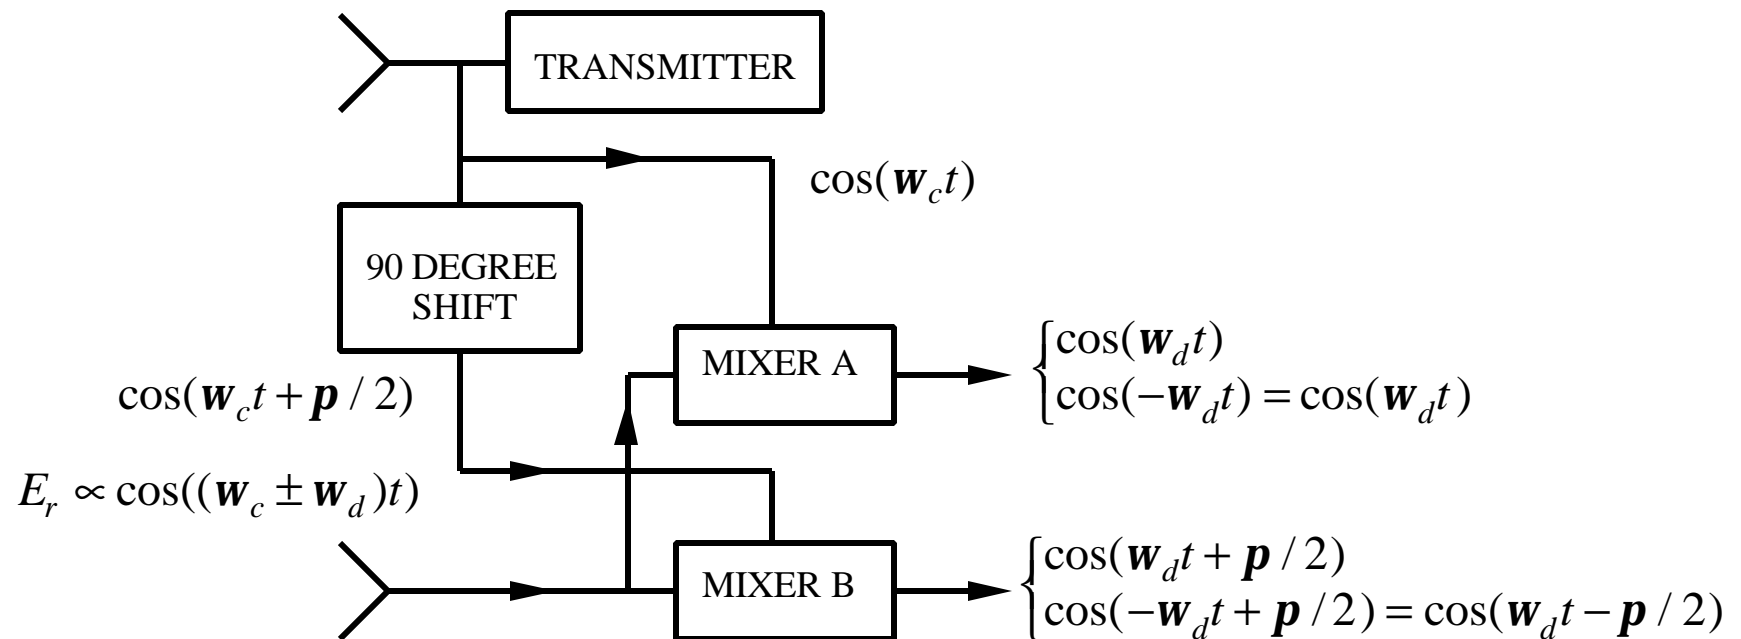 TRANSMITTER
cos(w_c t)
90 DEGREE
SHIFT
MIXER A
cos(w_d t)
cos(−w_d t) = cos(w_d t)
cos(w_c t + p / 2)
E_r ∝ cos((w_c ± w_d)t)
MIXER B
cos(w_d t + p / 2)
cos(−w_d t + p / 2) = cos(w_d t − p / 2)